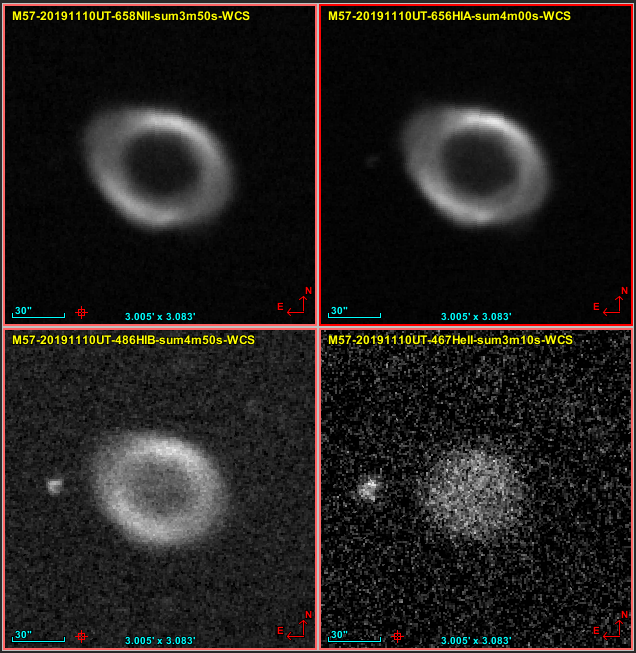 M57-20191110UT-658NII-sum3m50s-WCS
N
E
30"
3.005' x 3.083'
M57-20191110UT-656HIA-sum4m00s-WCS
N
E
30"
3.005' x 3.083'
M57-20191110UT-486HIB-sum4m50s-WCS
N
E
30"
3.005' x 3.083'
M57-20191110UT-467HeII-sum3m10s-WCS
N
E
30"
3.005' x 3.083'